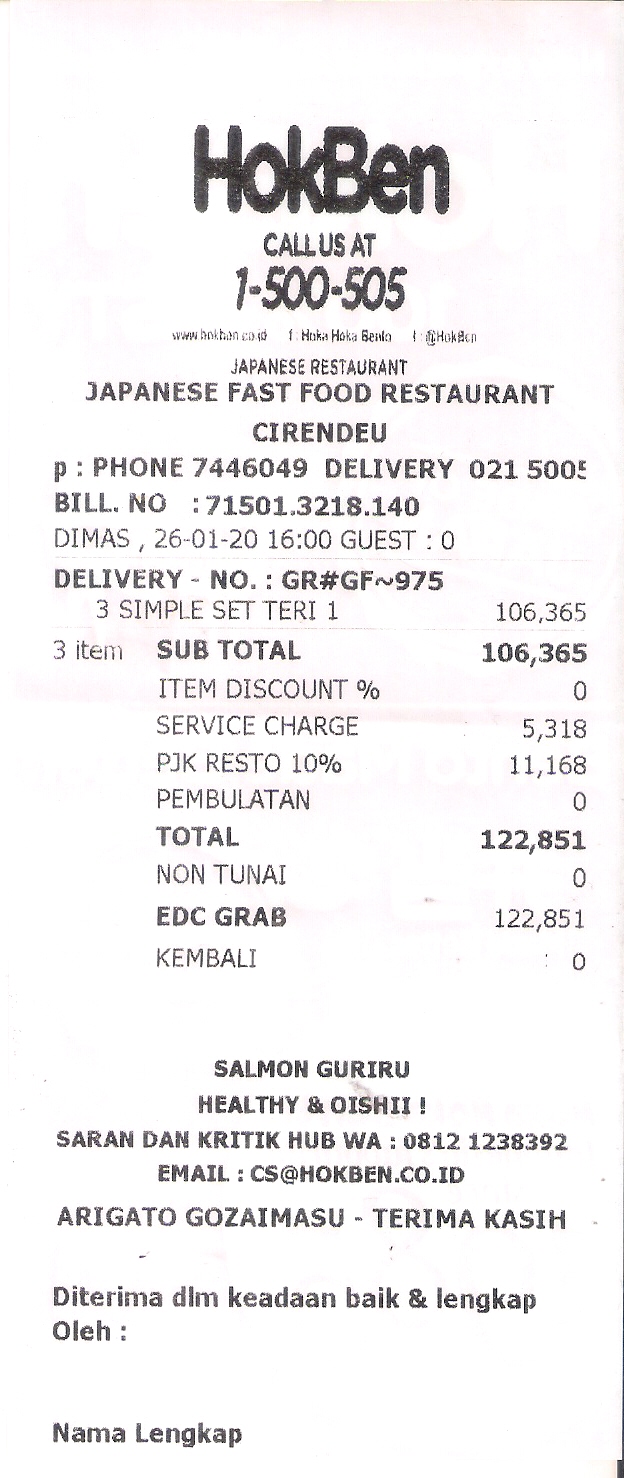 HokBen
CALL US AT
1-500-505
www.hokben.co.id f : Hoka Hoka Bento t : @HokBen
JAPANESE RESTAURANT
JAPANESE FAST FOOD RESTAURANT
CIRENDEU
p : PHONE 7446049 DELIVERY 021 5005
BILL. NO : 71501.3218.140
DIMAS , 26-01-20 16:00 GUEST : 0
DELIVERY - NO. : GR#GF~975
3 SIMPLE SET TERI 1 106,365
3 item SUB TOTAL 106,365
ITEM DISCOUNT % 0
SERVICE CHARGE 5,318
PJK RESTO 10% 11,168
PEMBULATAN 0
TOTAL 122,851
NON TUNAI 0
EDC GRAB 122,851
KEMBALI : 0
SALMON GURIRU
HEALTHY & OISHII !
SARAN DAN KRITIK HUB WA : 0812 1238392
EMAIL : CS@HOKBEN.CO.ID
ARIGATO GOZAIMASU - TERIMA KASIH
Diterima dlm keadaan baik & lengkap
Oleh :
Nama Lengkap